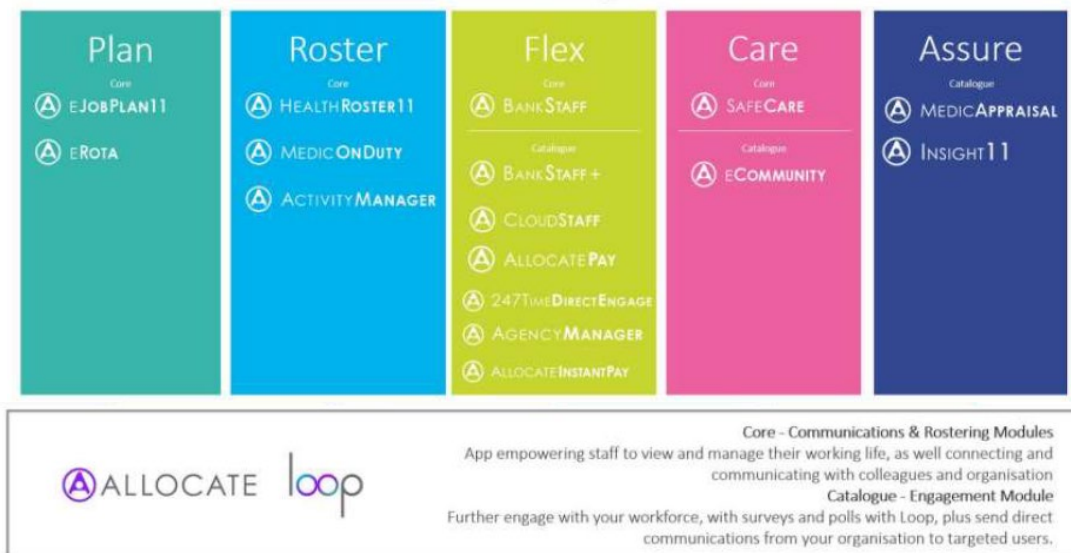 Plan
Core
EJOBPLAN11
EROTA
Roster
Core
HEALTHROSTER11
MEDICONDUTY
ACTIVITYMANAGER
Flex
Core
BANKSTAFF
Catalogue
BANKSTAFF+
CLOUDSTAFF
ALLOCATEPAY
247TIMEDIRECTENGAGE
AGENCYMANAGER
ALLOCATEINSTANTPAY
Care
Core
SAFECARE
Catalogue
ECOMMUNITY
Assure
Catalogue
MEDICAPPRAISAL
INSIGHT11
ALLOCATE loop
Core - Communications & Rostering Modules
App empowering staff to view and manage their working life, as well connecting and
communicating with colleagues and organisation
Catalogue - Engagement Module
Further engage with your workforce, with surveys and polls with Loop, plus send direct
communications from your organisation to targeted users.